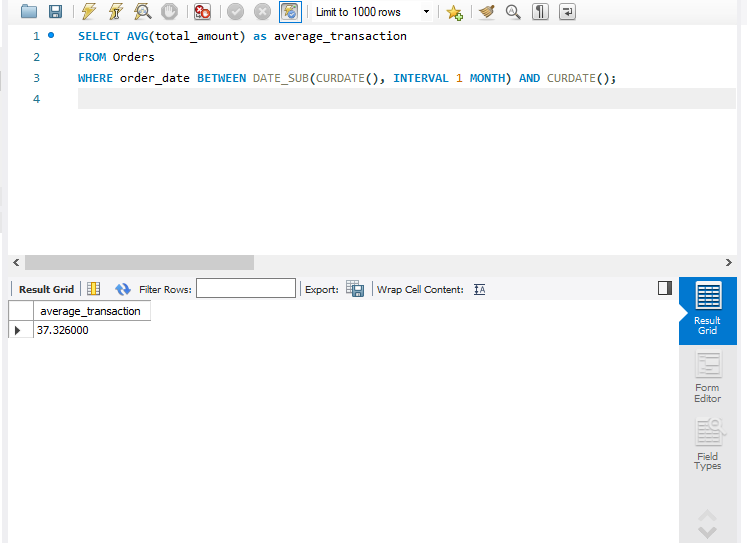 Limit to 1000 rows
1 SELECT AVG(total_amount) as average_transaction
2 FROM Orders
3 WHERE order_date BETWEEN DATE_SUB(CURDATE(), INTERVAL 1 MONTH) AND CURDATE();
4
Result Grid Filter Rows: Export: Wrap Cell Content:
average_transaction
37.326000
Result
Grid
Form
Editor
Field
Types